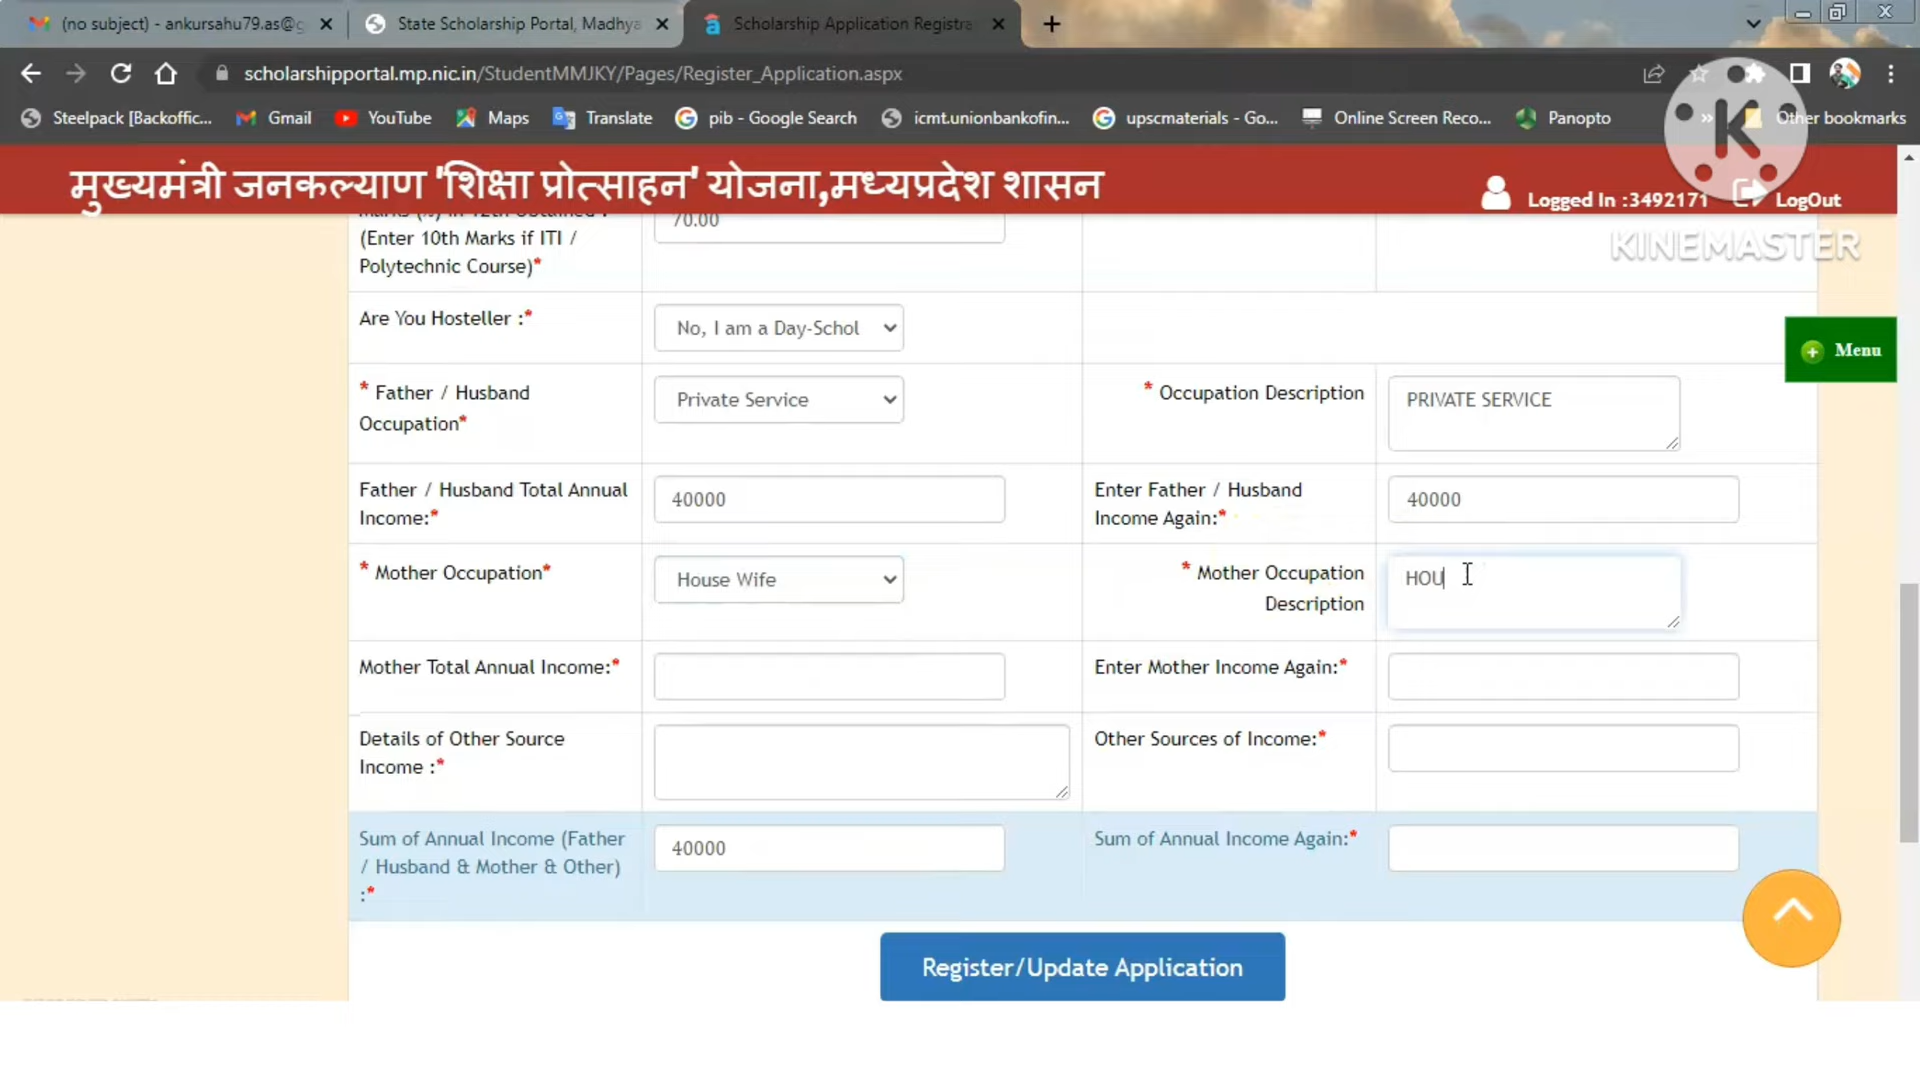 (no subject) - ankursahu79.as@g
State Scholarship Portal, Madhya
Scholarship Application Registra
scholarshipportal.mp.nic.in/StudentMMJKY/Pages/Register_Application.aspx
Steelpack [Backoffic...
Gmail
YouTube
Maps
Translate
pib - Google Search
icmt.unionbankofin...
upscmaterials - Go...
Online Screen Reco...
Panopto
»
Other bookmarks
मुख्यमंत्री जनकल्याण 'शिक्षा प्रोत्साहन' योजना,मध्यप्रदेश शासन
Logged In :3492171
LogOut
K
KINEMASTER
Marks (%) in 12th Obtained :
(Enter 10th Marks if ITI /
Polytechnic Course)*
70.00
Are You Hosteller :*
No, I am a Day-Schol
Menu
* Father / Husband
Occupation*
Private Service
* Occupation Description
PRIVATE SERVICE
Father / Husband Total Annual
Income:*
40000
Enter Father / Husband
Income Again:*
40000
* Mother Occupation*
House Wife
* Mother Occupation
Description
HOU
Mother Total Annual Income:*
Enter Mother Income Again:*
Details of Other Source
Income :*
Other Sources of Income:*
Sum of Annual Income (Father
/ Husband & Mother & Other)
:*
40000
Sum of Annual Income Again:*
Register/Update Application